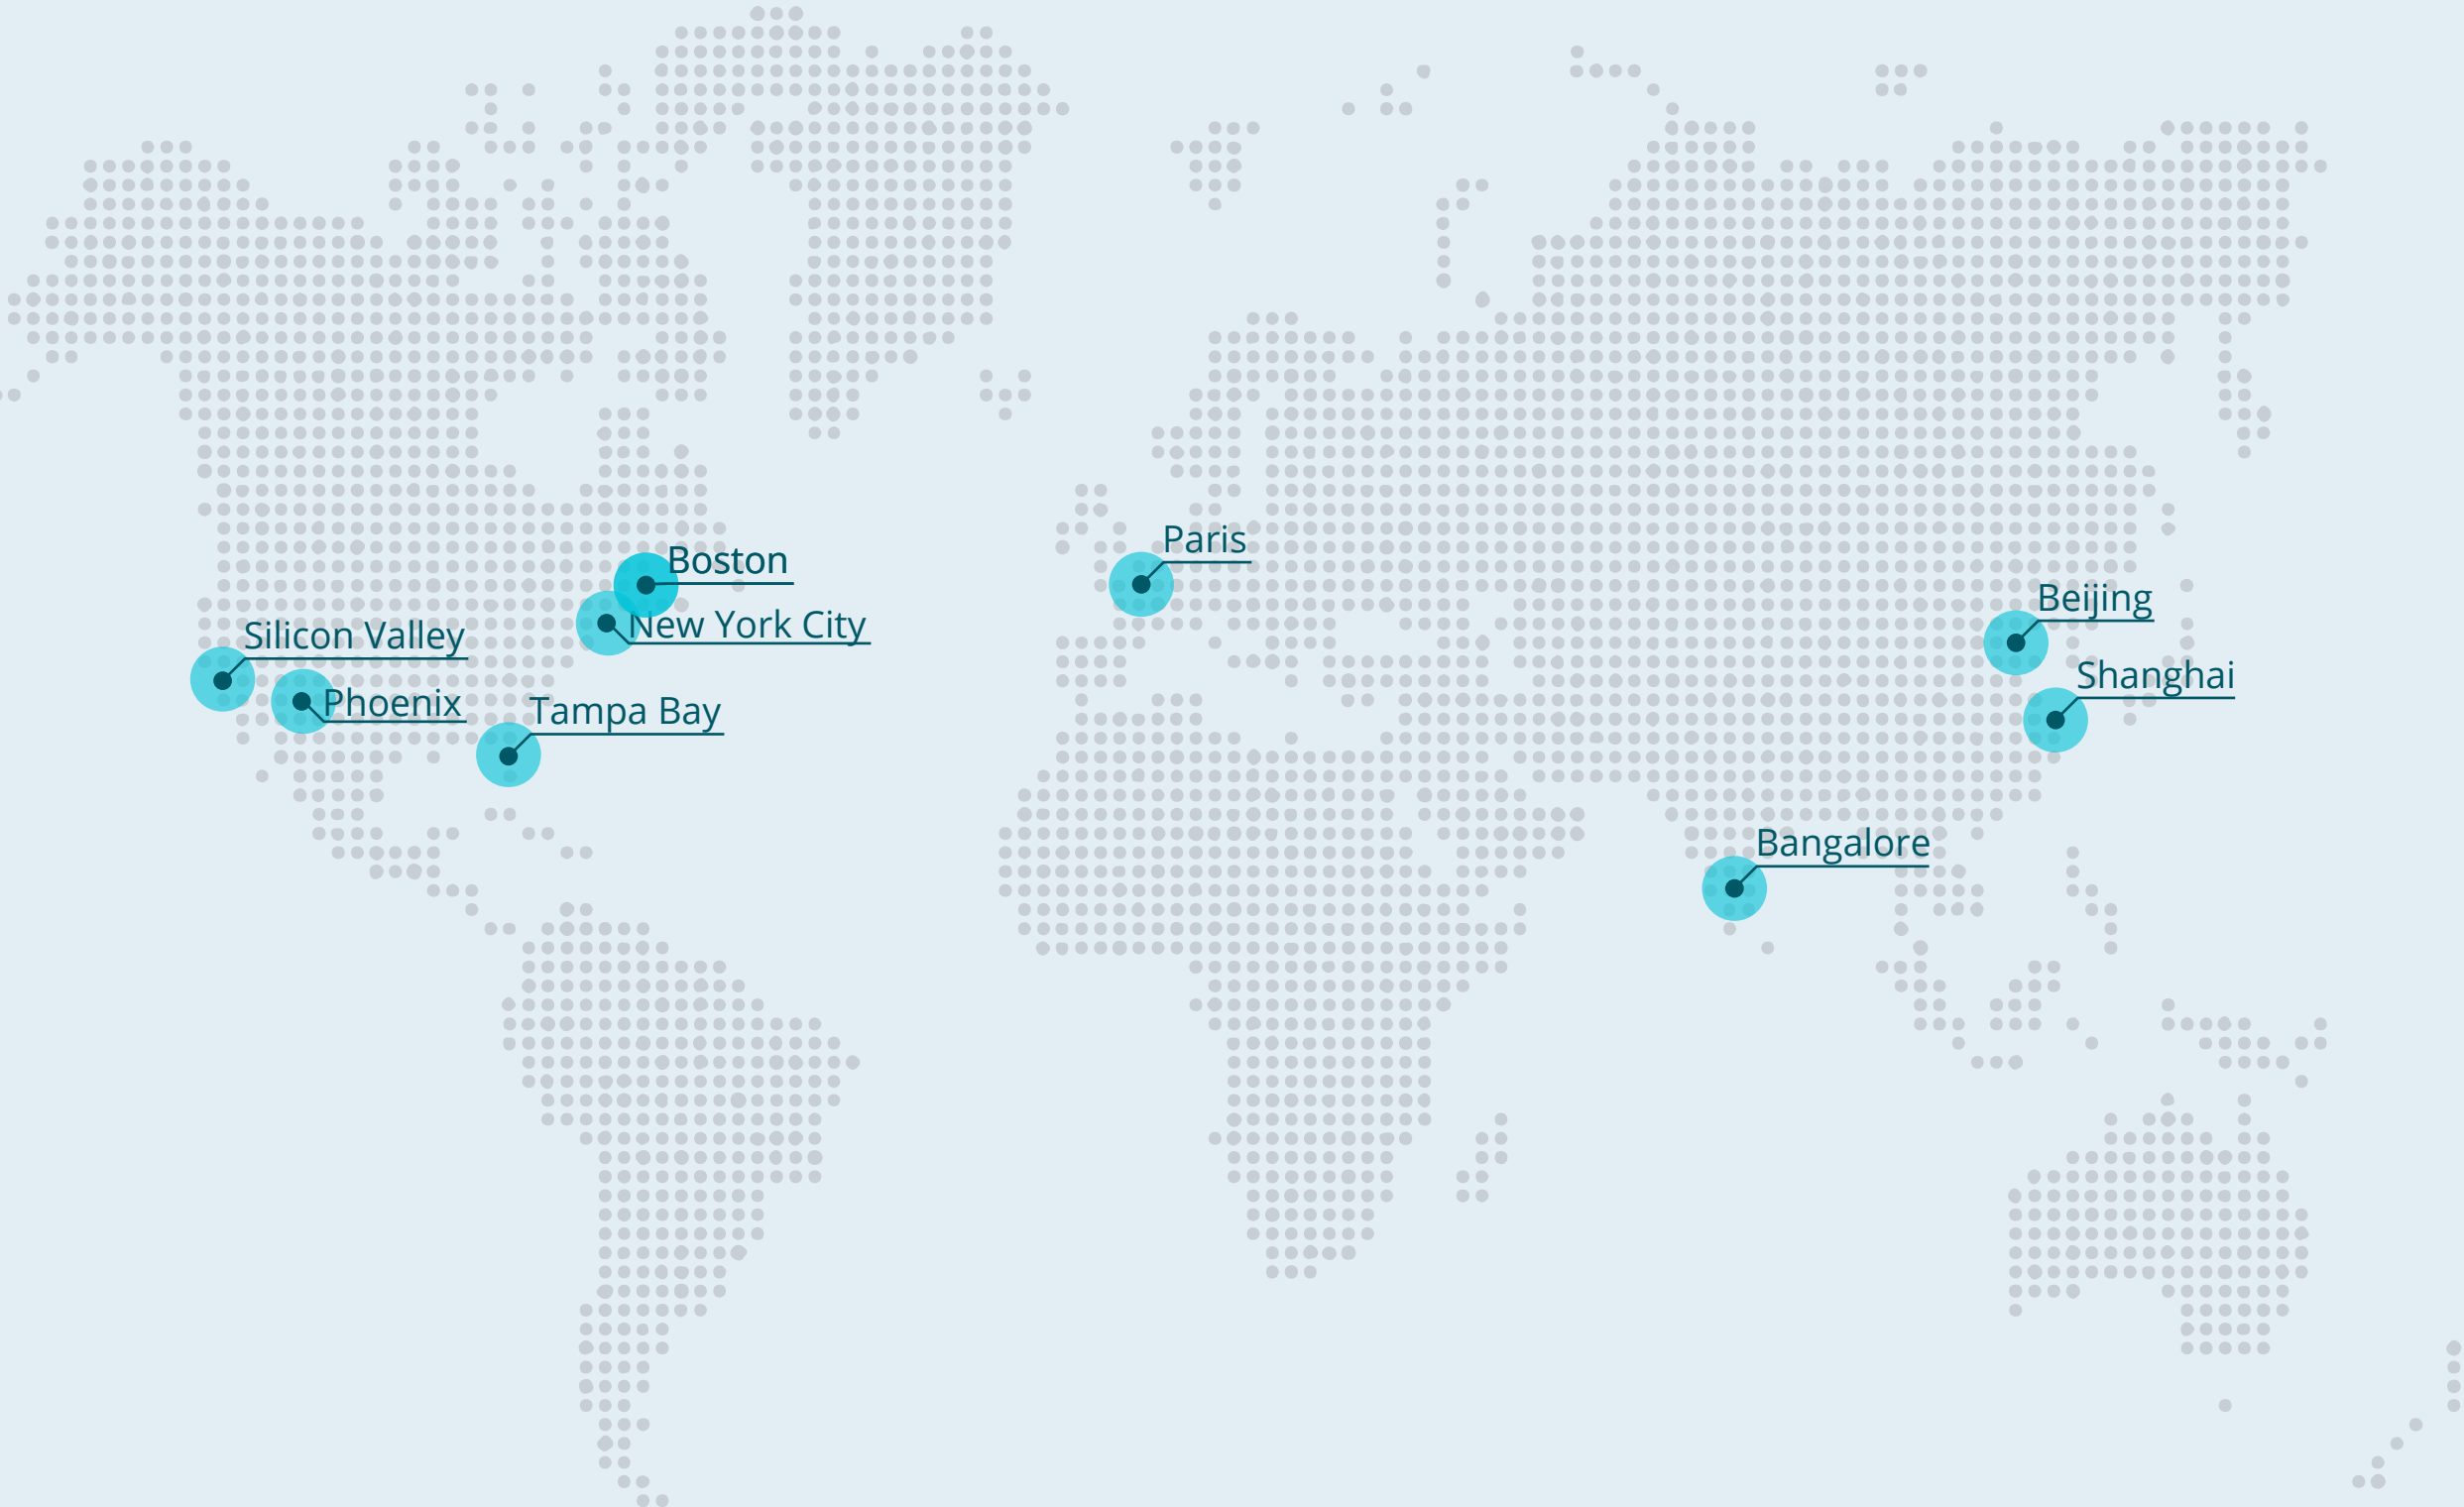 Paris
Boston
Beijing
New York City
Silicon Valley
Shanghai
Phoenix
Tampa Bay
Bangalore